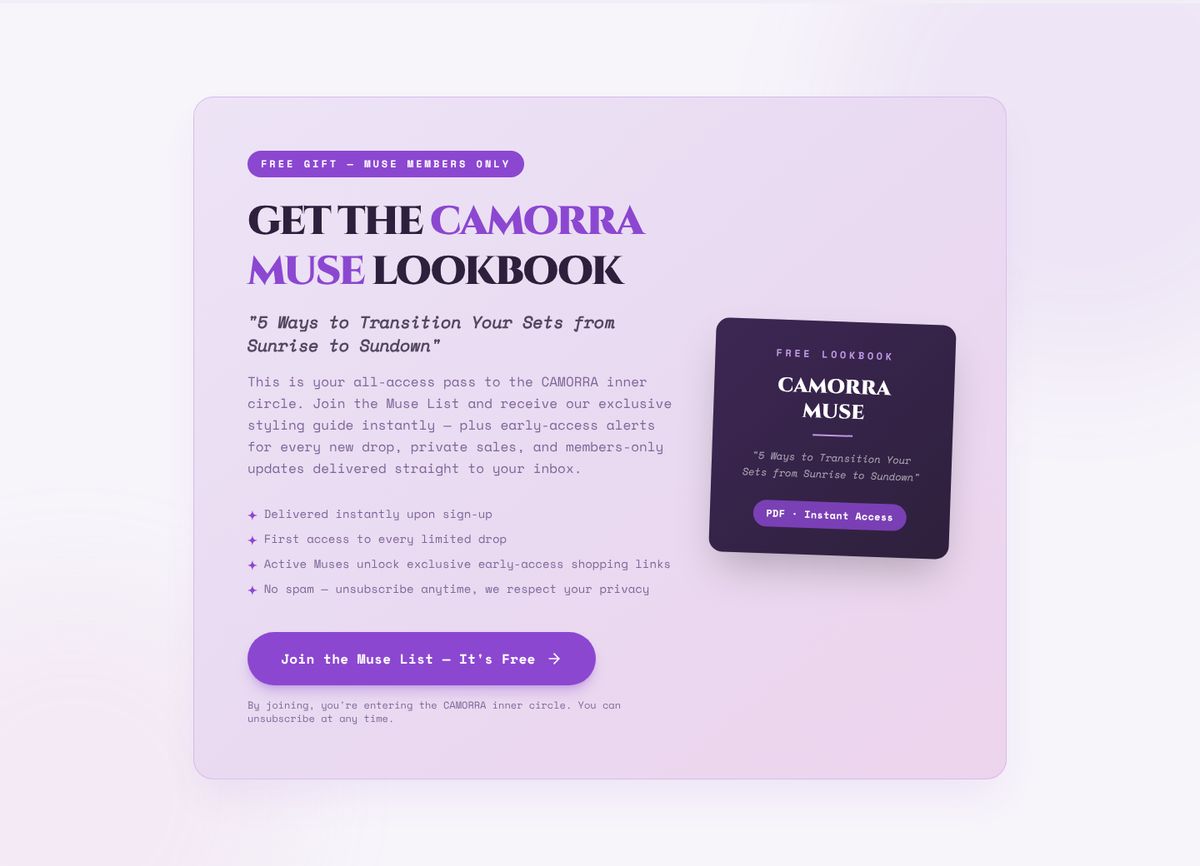 FREE GIFT — MUSE MEMBERS ONLY
GET THE CAMORRA
MUSE LOOKBOOK
"5 Ways to Transition Your Sets from
Sunrise to Sundown"
This is your all-access pass to the CAMORRA inner
circle. Join the Muse List and receive our exclusive
styling guide instantly — plus early-access alerts
for every new drop, private sales, and members-only
updates delivered straight to your inbox.
✦ Delivered instantly upon sign-up
✦ First access to every limited drop
✦ Active Muses unlock exclusive early-access shopping links
✦ No spam — unsubscribe anytime, we respect your privacy
Join the Muse List — It's Free →
By joining, you're entering the CAMORRA inner circle. You can
unsubscribe at any time.
FREE LOOKBOOK
CAMORRA
MUSE
"5 Ways to Transition Your
Sets from Sunrise to Sundown"
PDF · Instant Access